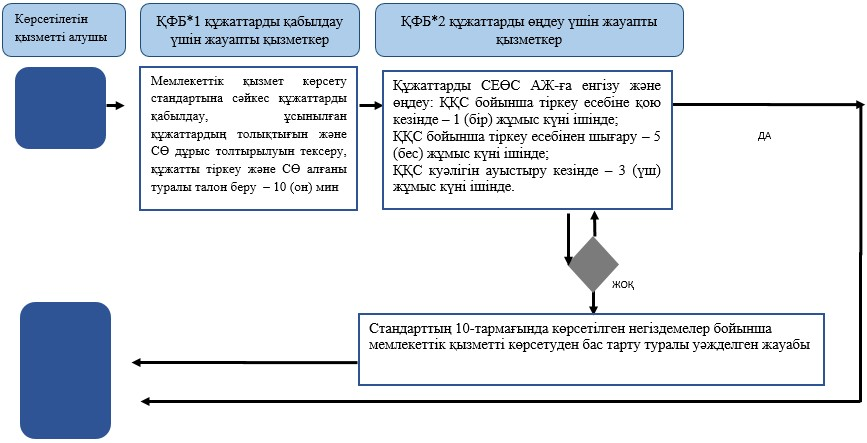 Көрсетілетін
қызметті алушы
ҚФБ*1 құжаттарды қабылдау
үшін жауапты қызметкер
ҚФБ*2 құжаттарды өңдеу үшін жауапты
қызметкер
Мемлекеттік қызмет көрсету
стандартына сәйкес құжаттарды
қабылдау, ұсынылған
құжаттардың толықтығын және
СӨ дұрыс толтырылуын тексеру,
құжатты тіркеу және СӨ алғаны
туралы талон беру – 10 (он) мин
Құжаттарды СЕӨС АЖ-ға енгізу және
өңдеу: ҚҚС бойынша тіркеу есебіне қою
кезінде – 1 (бір) жұмыс күні ішінде;
ҚҚС бойынша тіркеу есебінен шығару – 5
(бес) жұмыс күні ішінде;
ҚҚС куәлігін ауыстыру кезінде – 3 (үш)
жұмыс күні ішінде.
ДА
ЖОҚ
Стандарттың 10-тармағында көрсетілген негіздемелер бойынша
мемлекеттік қызметті көрсетуден бас тарту туралы уәжделген жауабы